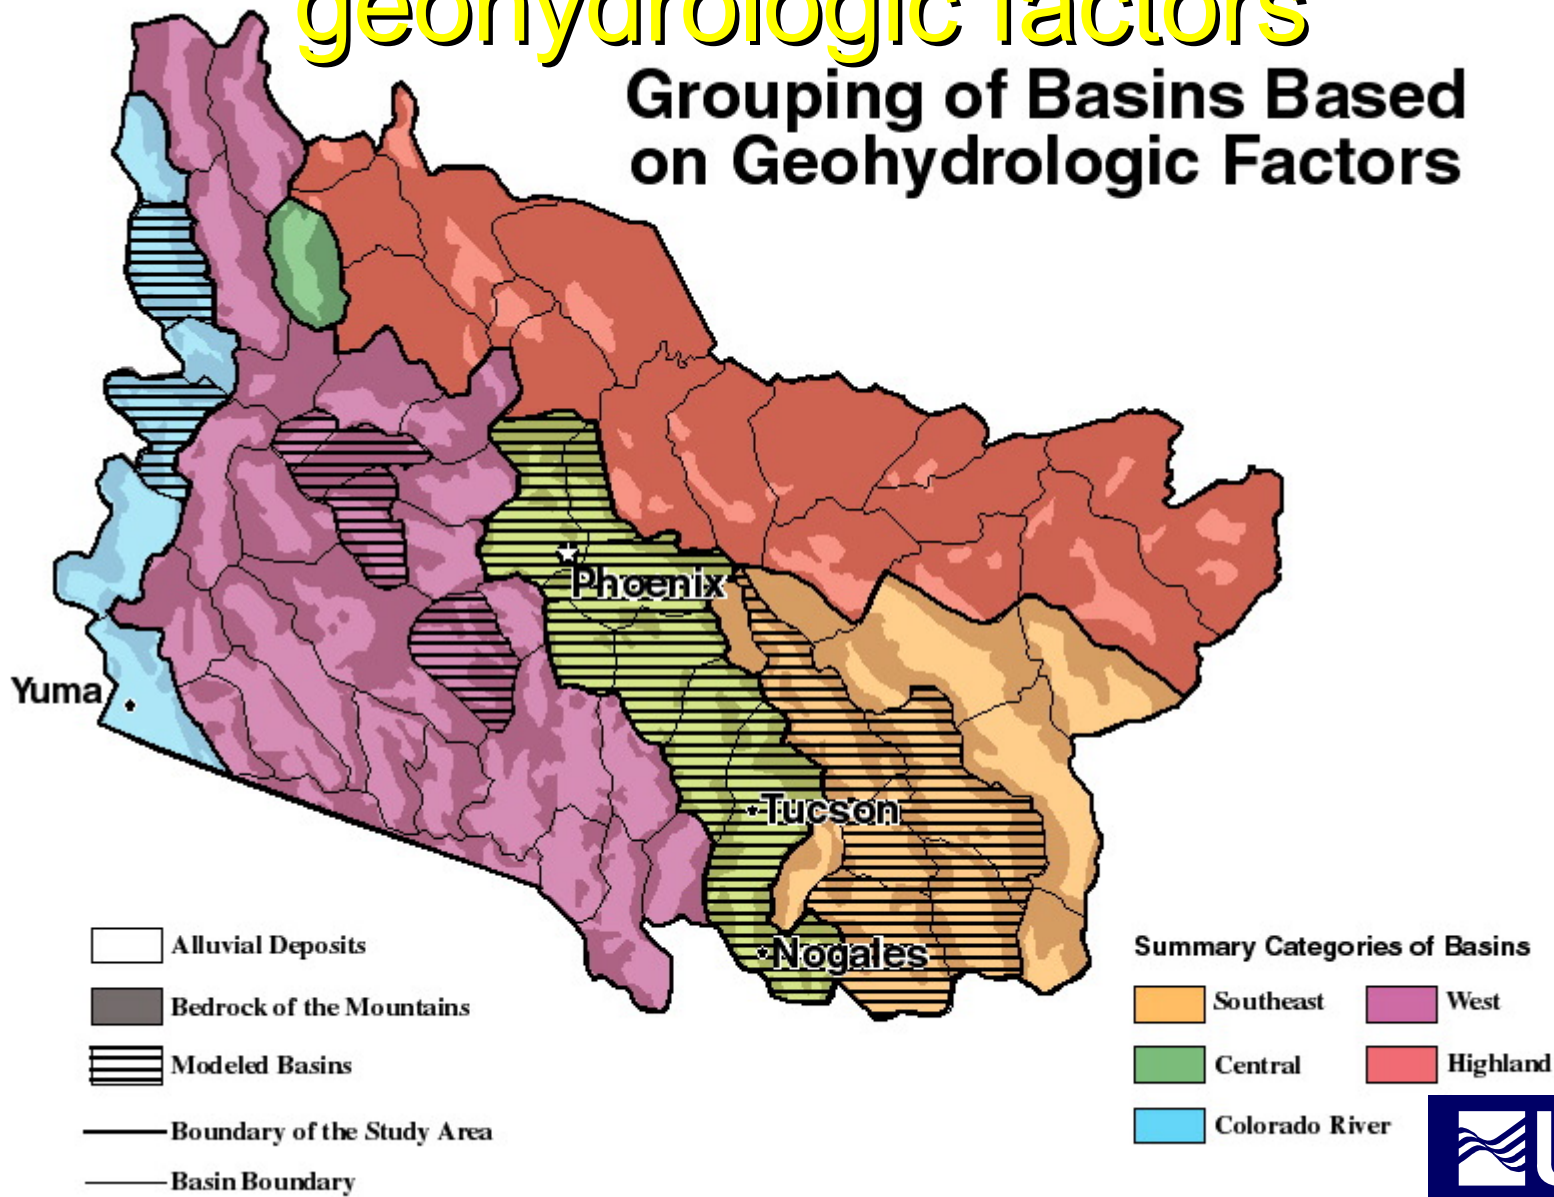 geohydrologic factors
Grouping of Basins Based
on Geohydrologic Factors
Phoenix
Yuma
Tucson
Nogales
Alluvial Deposits
Bedrock of the Mountains
Modeled Basins
Boundary of the Study Area
Basin Boundary
Summary Categories of Basins
Southeast
West
Central
Highland
Colorado River